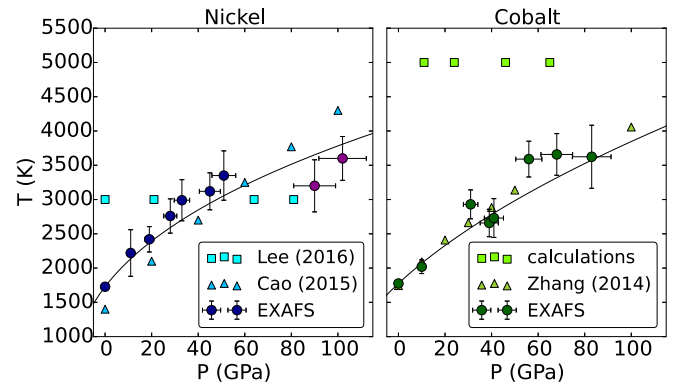 Nickel
Cobalt
T (K)
5500
5000
4500
4000
3500
3000
2500
2000
1500
1000
Lee (2016)
Cao (2015)
EXAFS
calculations
Zhang (2014)
EXAFS
0 20 40 60 80 100
0 20 40 60 80 100
P (GPa)
P (GPa)